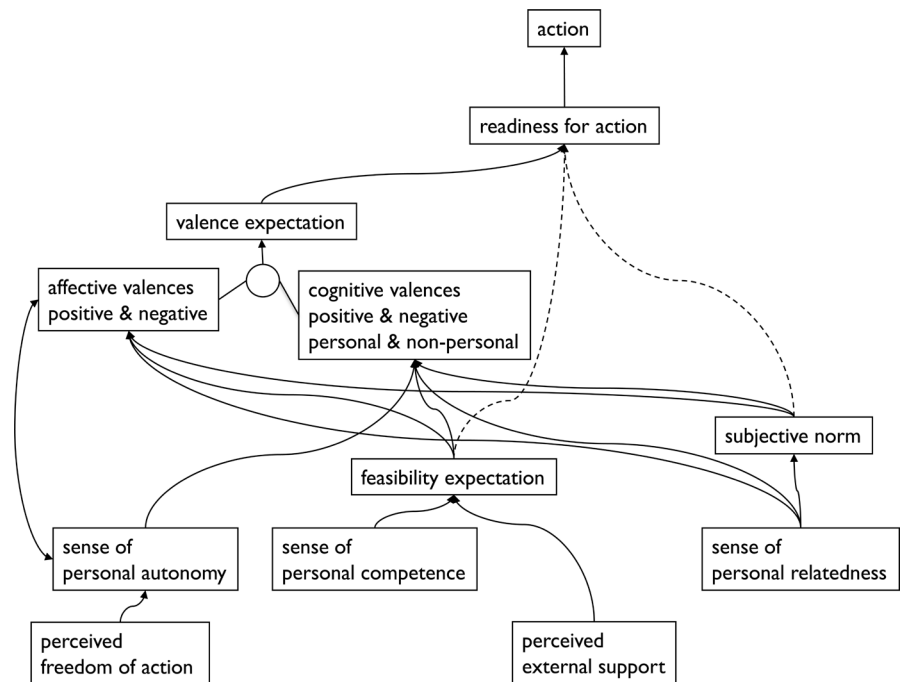 action
readiness for action
valence expectation
affective valences
positive & negative
cognitive valences
positive & negative
personal & non-personal
subjective norm
feasibility expectation
sense of
personal autonomy
sense of
personal competence
sense of
personal relatedness
perceived
freedom of action
perceived
external support